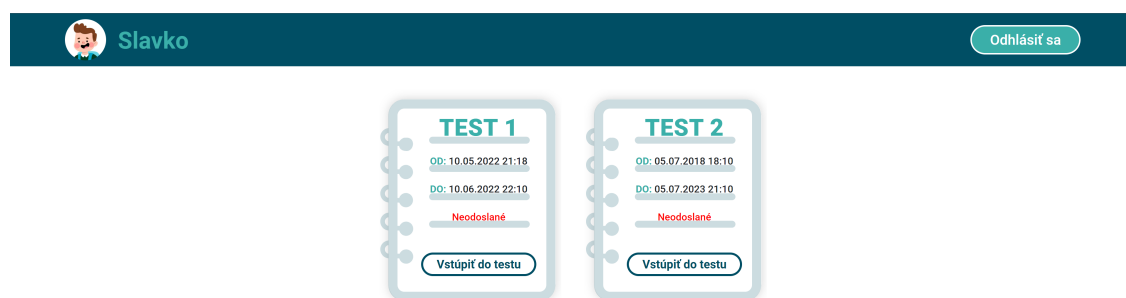 Slavko
Odhlásiť sa
TEST 1
OD: 10.05.2022 21:18
DO: 10.06.2022 22:10
Neodoslané
Vstúpiť do testu
TEST 2
OD: 05.07.2018 18:10
DO: 05.07.2023 21:10
Neodoslané
Vstúpiť do testu